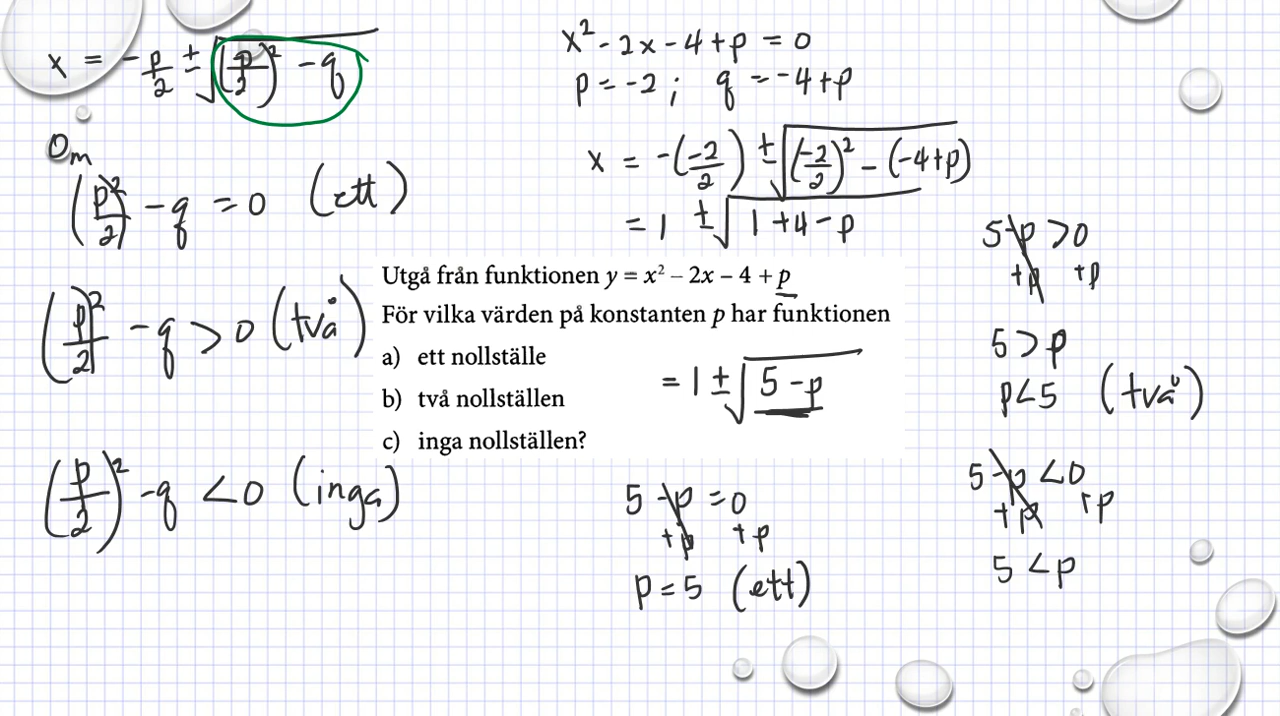 x = -p/2 ± √((p/2)² - q)
Om
(p/2)² - q = 0 (ett)
(p/2)² - q > 0 (två)
(p/2)² - q < 0 (inga)
x² - 2x - 4 + p = 0
p = -2 ; q = -4+p
x = -(-2/2) ± √((-2/2)² - (-4+p))
= 1 ± √(1+4-p)
Utgå från funktionen y = x² – 2x – 4 + p
För vilka värden på konstanten p har funktionen
a) ett nollställe
b) två nollställen
c) inga nollställen?
= 1 ± √(5-p)
5 - p = 0
+p +p
p = 5 (ett)
5-p > 0
+p +p
5 > p
p < 5 (två)
5-p < 0
+p +p
5 < p